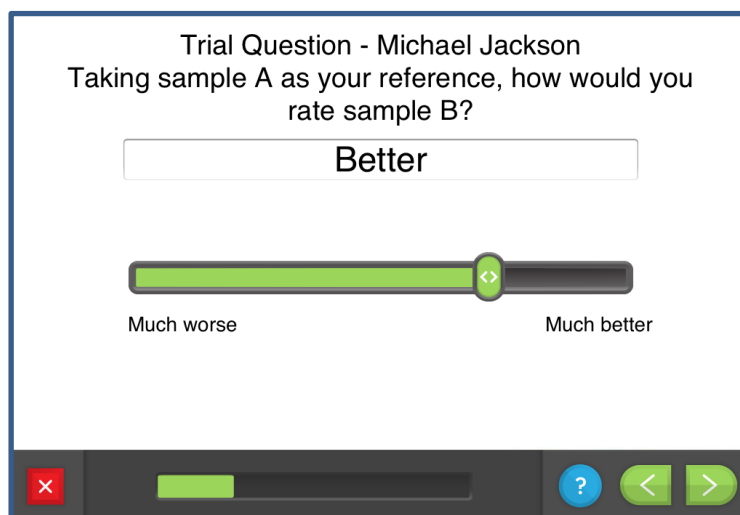 Trial Question - Michael Jackson
Taking sample A as your reference, how would you
rate sample B?
Better
Much worse
Much better
?